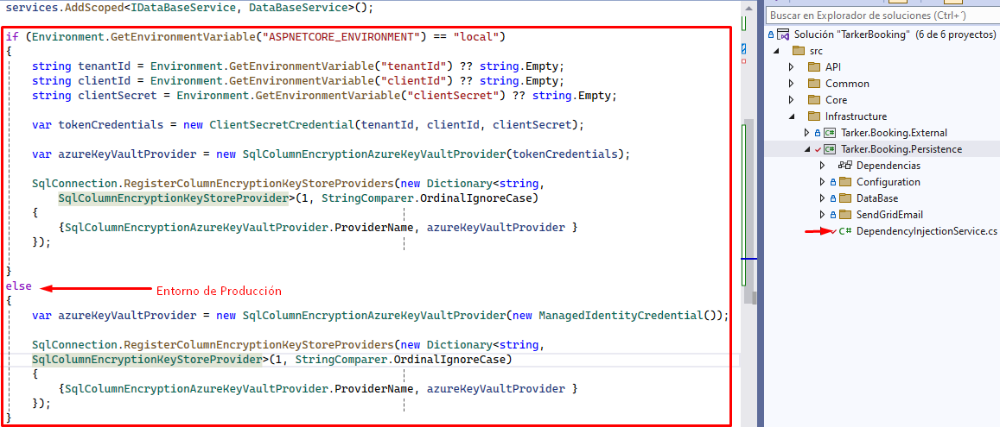 services.AddScoped<IDataBaseService, DataBaseService>();
if (Environment.GetEnvironmentVariable("ASPNETCORE_ENVIRONMENT") == "local")
{
string tenantId = Environment.GetEnvironmentVariable("tenantId") ?? string.Empty;
string clientId = Environment.GetEnvironmentVariable("clientId") ?? string.Empty;
string clientSecret = Environment.GetEnvironmentVariable("clientSecret") ?? string.Empty;
var tokenCredentials = new ClientSecretCredential(tenantId, clientId, clientSecret);
var azureKeyVaultProvider = new SqlColumnEncryptionAzureKeyVaultProvider(tokenCredentials);
SqlConnection.RegisterColumnEncryptionKeyStoreProviders(new Dictionary<string,
SqlColumnEncryptionKeyStoreProvider>(1, StringComparer.OrdinalIgnoreCase)
{
{SqlColumnEncryptionAzureKeyVaultProvider.ProviderName, azureKeyVaultProvider }
});
}
else
Entorno de Producción
{
var azureKeyVaultProvider = new SqlColumnEncryptionAzureKeyVaultProvider(new ManagedIdentityCredential());
SqlConnection.RegisterColumnEncryptionKeyStoreProviders(new Dictionary<string,
SqlColumnEncryptionKeyStoreProvider>(1, StringComparer.OrdinalIgnoreCase)
{
{SqlColumnEncryptionAzureKeyVaultProvider.ProviderName, azureKeyVaultProvider }
});
}
Buscar en Explorador de soluciones (Ctrl+´)
Solución "TarkerBooking" (6 de 6 proyectos)
src
API
Common
Core
Infrastructure
C# Tarker.Booking.External
C# Tarker.Booking.Persistence
Dependencias
Configuration
DataBase
SendGridEmail
C# DependencyInjectionService.cs